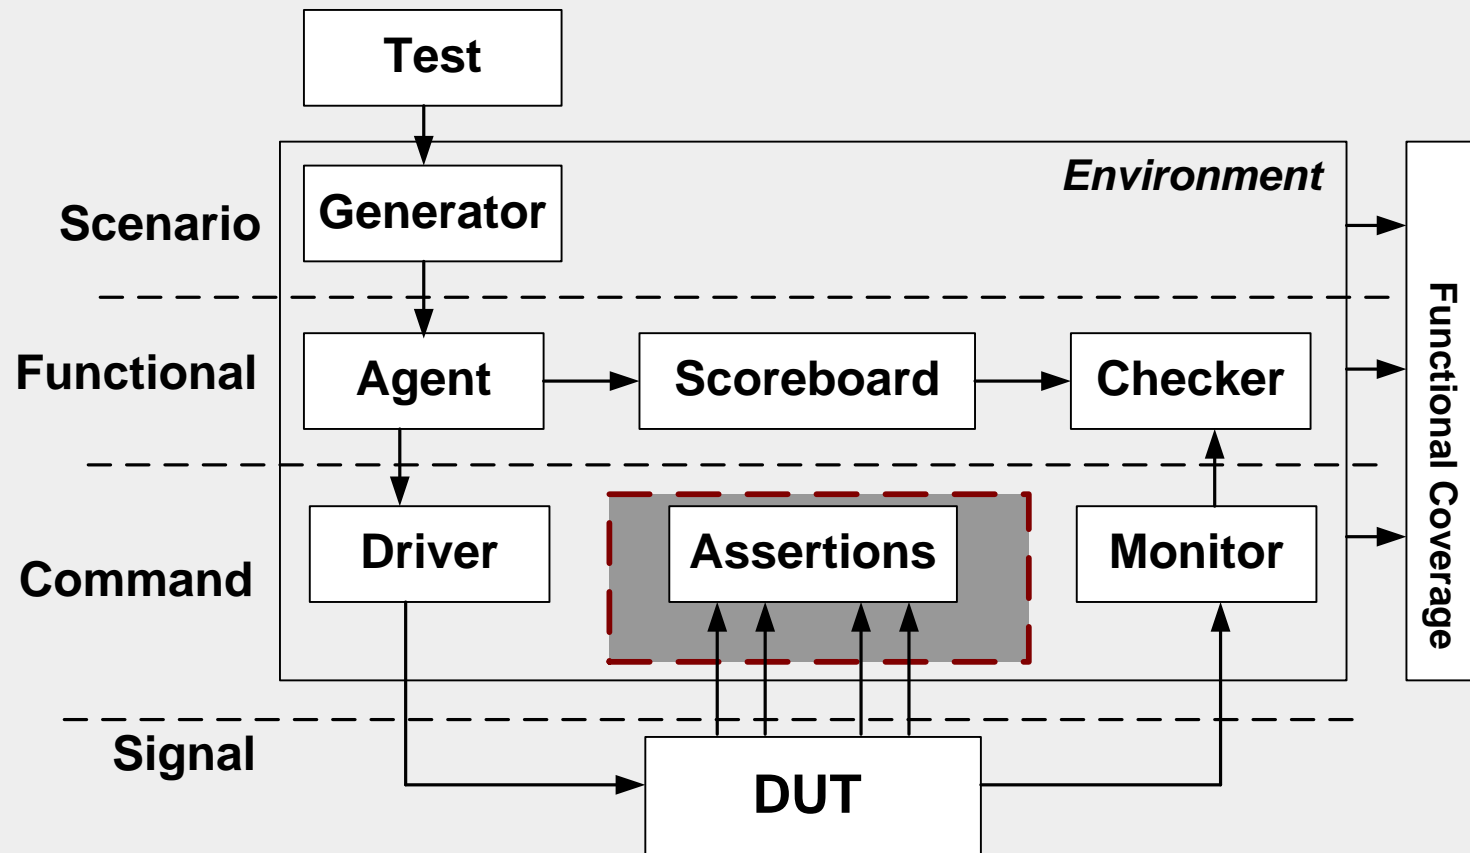 Test
Environment
Scenario
Generator
Functional
Agent
Scoreboard
Checker
Functional Coverage
Command
Driver
Assertions
Monitor
Signal
DUT